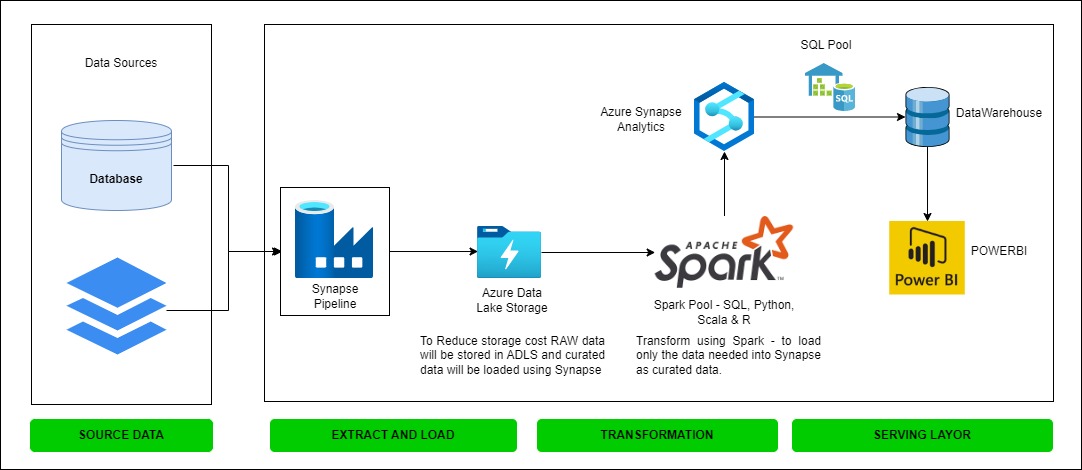 Data Sources
Database
Synapse
Pipeline
Azure Data
Lake Storage
To Reduce storage cost RAW data
will be stored in ADLS and curated
data will be loaded using Synapse
APACHE
Spark™
Spark Pool - SQL, Python,
Scala & R
Transform using Spark - to load
only the data needed into Synapse
as curated data.
Azure Synapse
Analytics
SQL Pool
SQL
DataWarehouse
Power BI
POWERBI
SOURCE DATA
EXTRACT AND LOAD
TRANSFORMATION
SERVING LAYOR